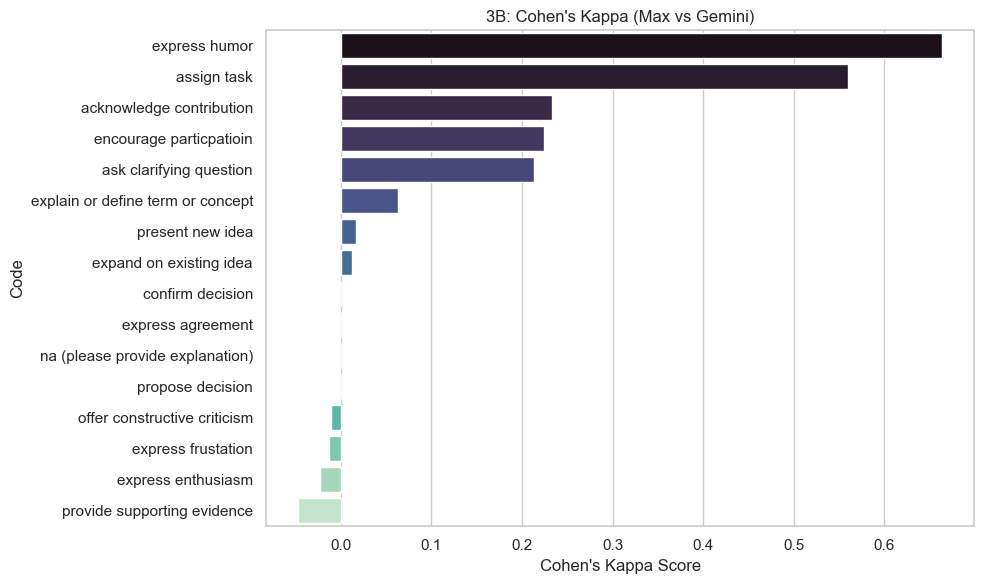 3B: Cohen's Kappa (Max vs Gemini)
express humor
assign task
acknowledge contribution
encourage particpatioin
ask clarifying question
explain or define term or concept
present new idea
expand on existing idea
confirm decision
express agreement
na (please provide explanation)
propose decision
offer constructive criticism
express frustation
express enthusiasm
provide supporting evidence
Code
0.0 0.1 0.2 0.3 0.4 0.5 0.6
Cohen's Kappa Score